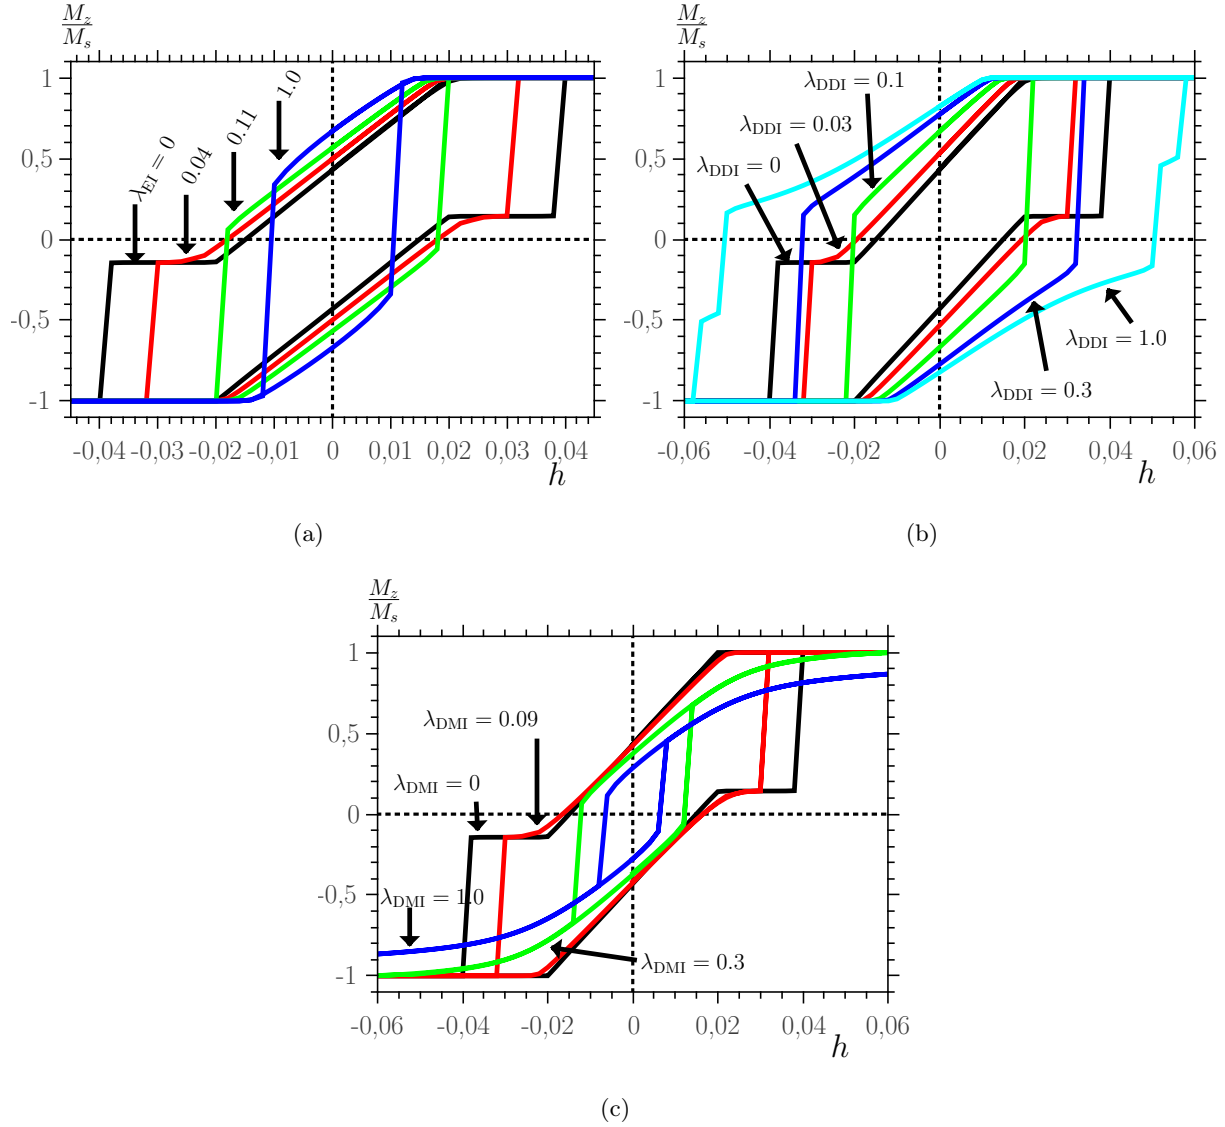 M_z/M_s
1
0,5
0
-0,5
-1
λ_EI = 0
0.04
0.11
1.0
-0,04 -0,03 -0,02 -0,01 0 0,01 0,02 0,03 0,04
h
(a)
M_z/M_s
1
0,5
0
-0,5
-1
λ_DDI = 0.1
λ_DDI = 0.03
λ_DDI = 0
λ_DDI = 1.0
λ_DDI = 0.3
-0,06 -0,04 -0,02 0 0,02 0,04 0,06
h
(b)
M_z/M_s
1
0,5
0
-0,5
-1
λ_DMI = 0.09
λ_DMI = 0
λ_DMI = 1.0
λ_DMI = 0.3
-0,06 -0,04 -0,02 0 0,02 0,04 0,06
h
(c)